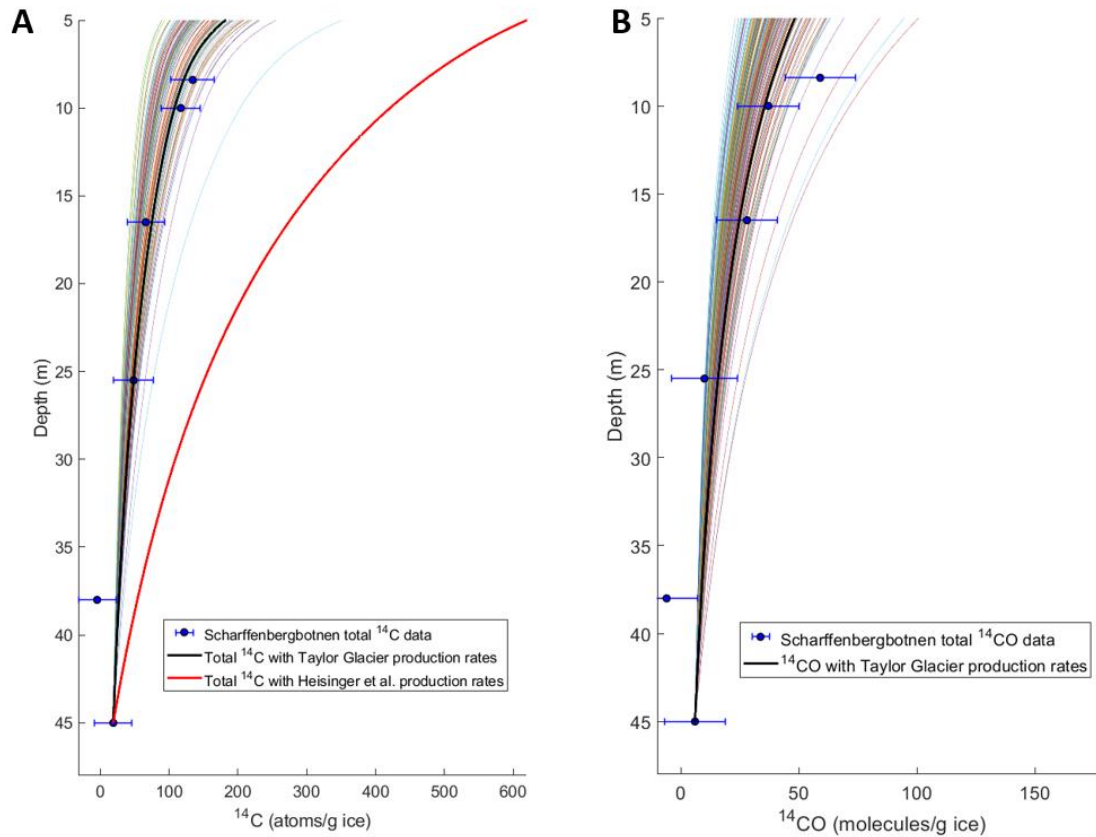 A
5
10
15
20
25
30
35
40
45
Depth (m)
0 100 200 300 400 500 600
¹⁴C (atoms/g ice)
Scharffenbergbotnen total ¹⁴C data
Total ¹⁴C with Taylor Glacier production rates
Total ¹⁴C with Heisinger et al. production rates
B
5
10
15
20
25
30
35
40
45
Depth (m)
0 50 100 150
¹⁴CO (molecules/g ice)
Scharffenbergbotnen total ¹⁴CO data
¹⁴CO with Taylor Glacier production rates